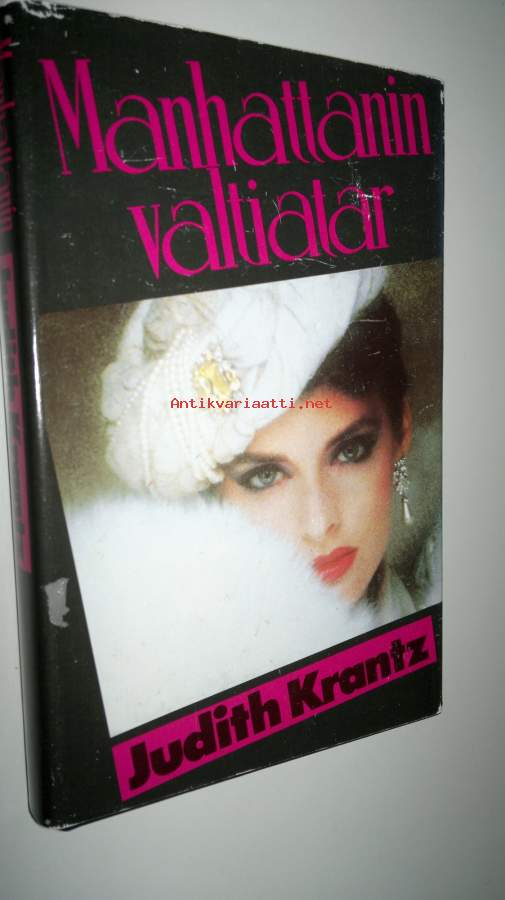 Manhattanin
valtiatar
Antikvariaatti.net
Judith Krantz